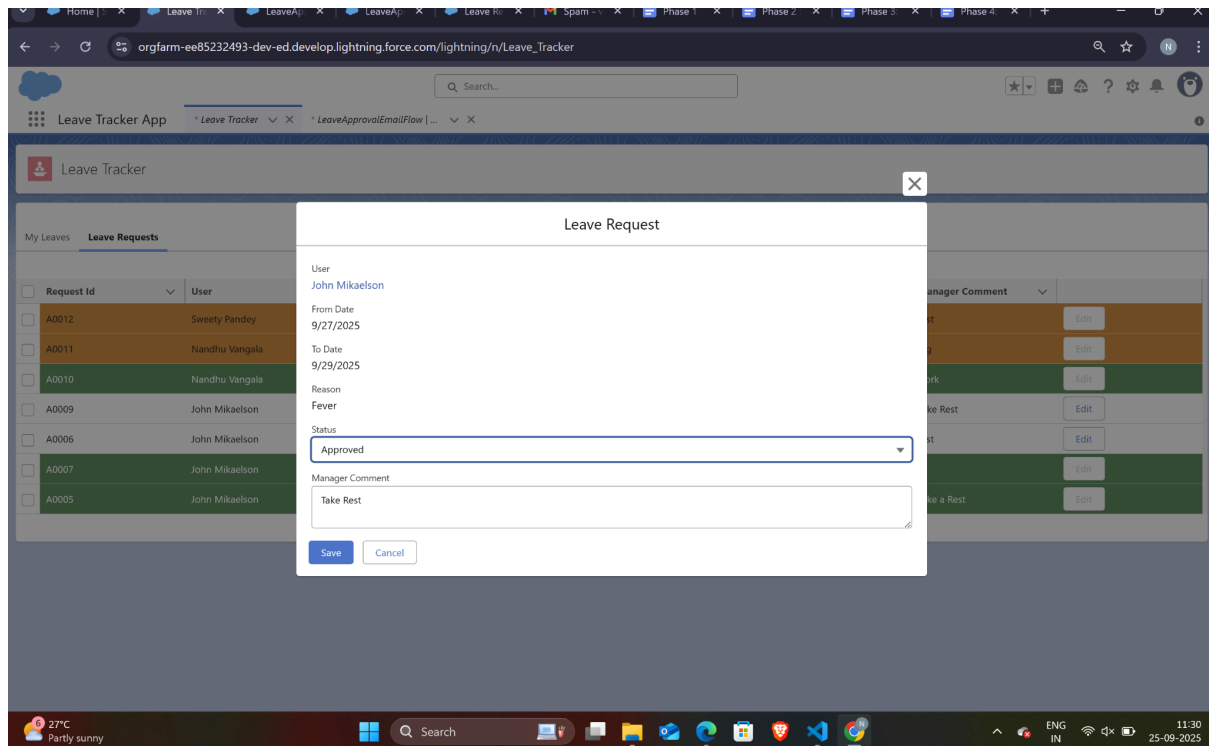 Home | S
Leave Tra
LeaveAp
LeaveAp
Leave Re
Spam - v
Phase 1
Phase 2
Phase 3:
Phase 4:
orgfarm-ee85232493-dev-ed.develop.lightning.force.com/lightning/n/Leave_Tracker
N
Search...
Leave Tracker App
* Leave Tracker
* LeaveApprovalEmailFlow | ...
Leave Tracker
Leave Request
My Leaves Leave Requests
User
John Mikaelson
Request Id User anager Comment
From Date
9/27/2025
A0012 Sweety Pandey st Edit
To Date
A0011 Nandhu Vangala g Edit
9/29/2025
A0010 Nandhu Vangala ork Edit
Reason
Fever
A0009 John Mikaelson ke Rest Edit
Status
A0006 John Mikaelson st Edit
Approved
A0007 John Mikaelson Edit
Manager Comment
Take Rest
A0005 John Mikaelson ke a Rest Edit
Save Cancel
6
27°C
Partly sunny
Search
N
ENG
IN
11:30
25-09-2025